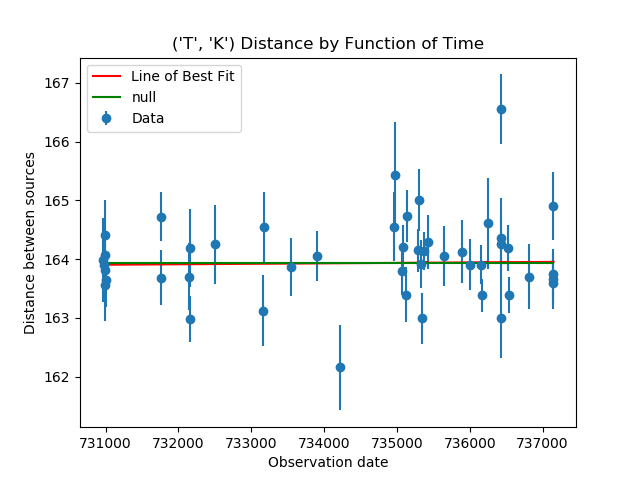 ('T', 'K') Distance by Function of Time
Line of Best Fit
null
Data
Distance between sources
167
166
165
164
163
162
731000 732000 733000 734000 735000 736000 737000
Observation date